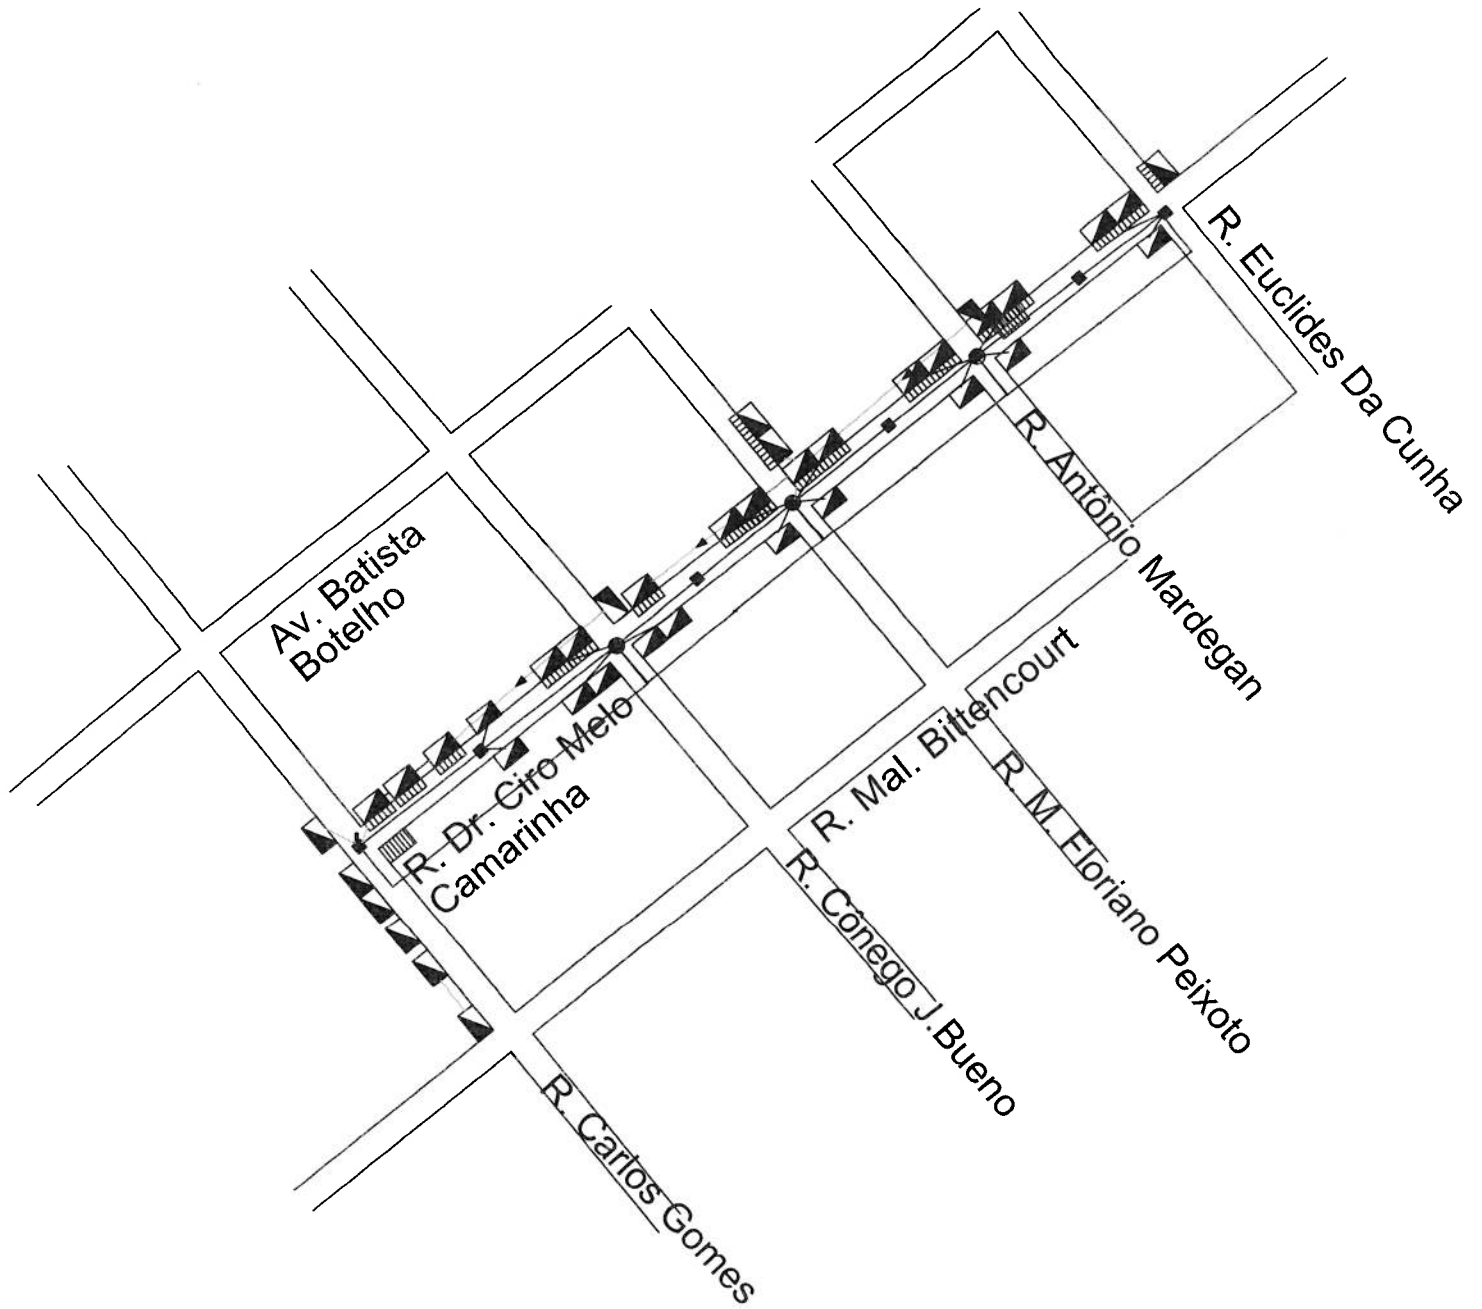 R. Euclides Da Cunha
R. Antônio Mardegan
Av. Batista
Botelho
R. Mal. Bittencourt
R. Dr. Ciro Melo
Camarinha
R. M. Floriano Peixoto
R. Cônego J.Bueno
R. Carlos Gomes